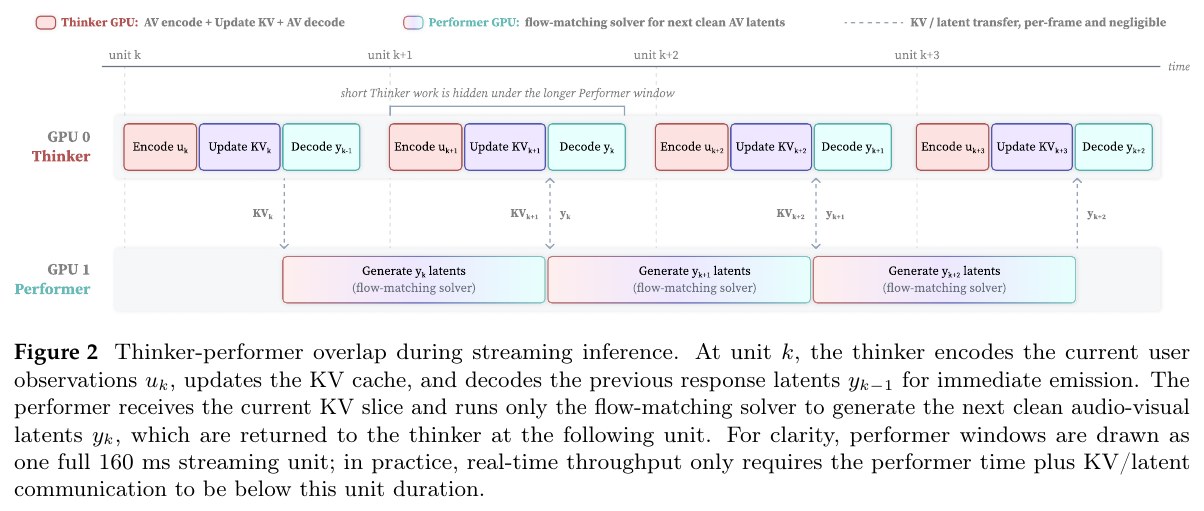 Thinker GPU: AV encode + Update KV + AV decode
Performer GPU: flow-matching solver for next clean AV latents
KV / latent transfer, per-frame and negligible
unit k
unit k+1
unit k+2
unit k+3
time
short Thinker work is hidden under the longer Performer window
GPU 0
Thinker
Encode uₖ
Update KVₖ
Decode yₖ₋₁
Encode uₖ₊₁
Update KVₖ₊₁
Decode yₖ
Encode uₖ₊₂
Update KVₖ₊₂
Decode yₖ₊₁
Encode uₖ₊₃
Update KVₖ₊₃
Decode yₖ₊₂
KVₖ
KVₖ₊₁
yₖ
KVₖ₊₂
yₖ₊₁
yₖ₊₂
GPU 1
Performer
Generate yₖ latents
(flow-matching solver)
Generate yₖ₊₁ latents
(flow-matching solver)
Generate yₖ₊₂ latents
(flow-matching solver)
Figure 2 Thinker-performer overlap during streaming inference. At unit k, the thinker encodes the current user
observations uₖ, updates the KV cache, and decodes the previous response latents yₖ₋₁ for immediate emission. The
performer receives the current KV slice and runs only the flow-matching solver to generate the next clean audio-visual
latents yₖ, which are returned to the thinker at the following unit. For clarity, performer windows are drawn as
one full 160 ms streaming unit; in practice, real-time throughput only requires the performer time plus KV/latent
communication to be below this unit duration.